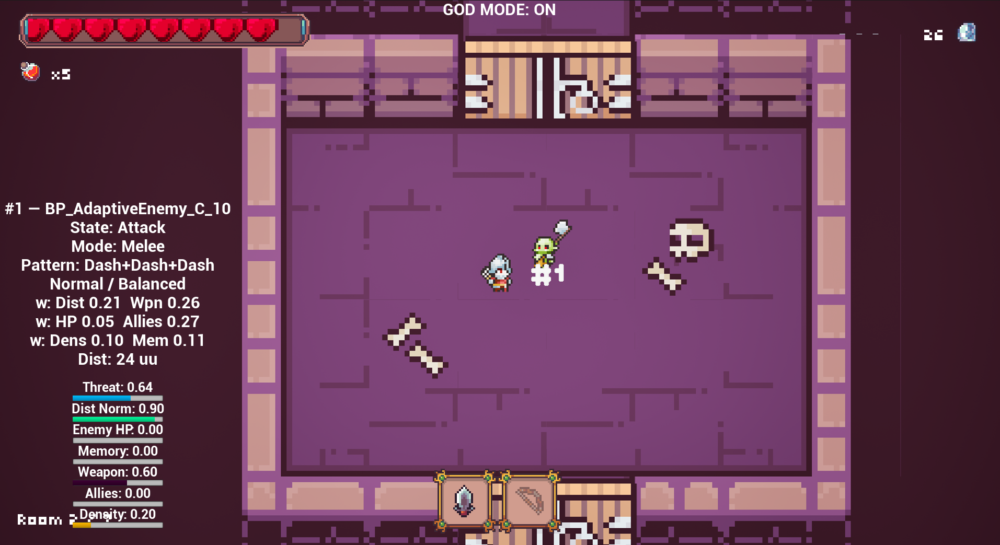 GOD MODE: ON
26
x5
#1 — BP_AdaptiveEnemy_C_10
State: Attack
Mode: Melee
Pattern: Dash+Dash+Dash
Normal / Balanced
w: Dist 0.21 Wpn 0.26
w: HP 0.05 Allies 0.27
w: Dens 0.10 Mem 0.11
Dist: 24 uu
#1
Threat: 0.64
Dist Norm: 0.90
Enemy HP: 0.00
Memory: 0.00
Weapon: 0.60
Allies: 0.00
Density: 0.20
Room 2